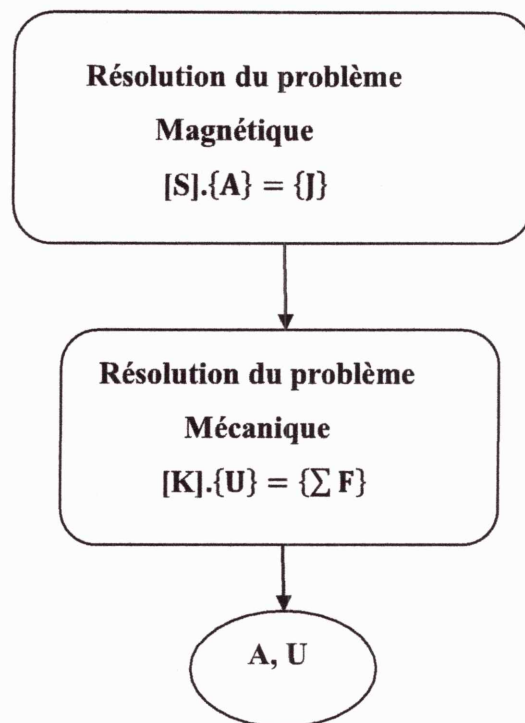 Résolution du problème
Magnétique
[S].{A} = {J}
Résolution du problème
Mécanique
[K].{U} = {∑ F}
A, U